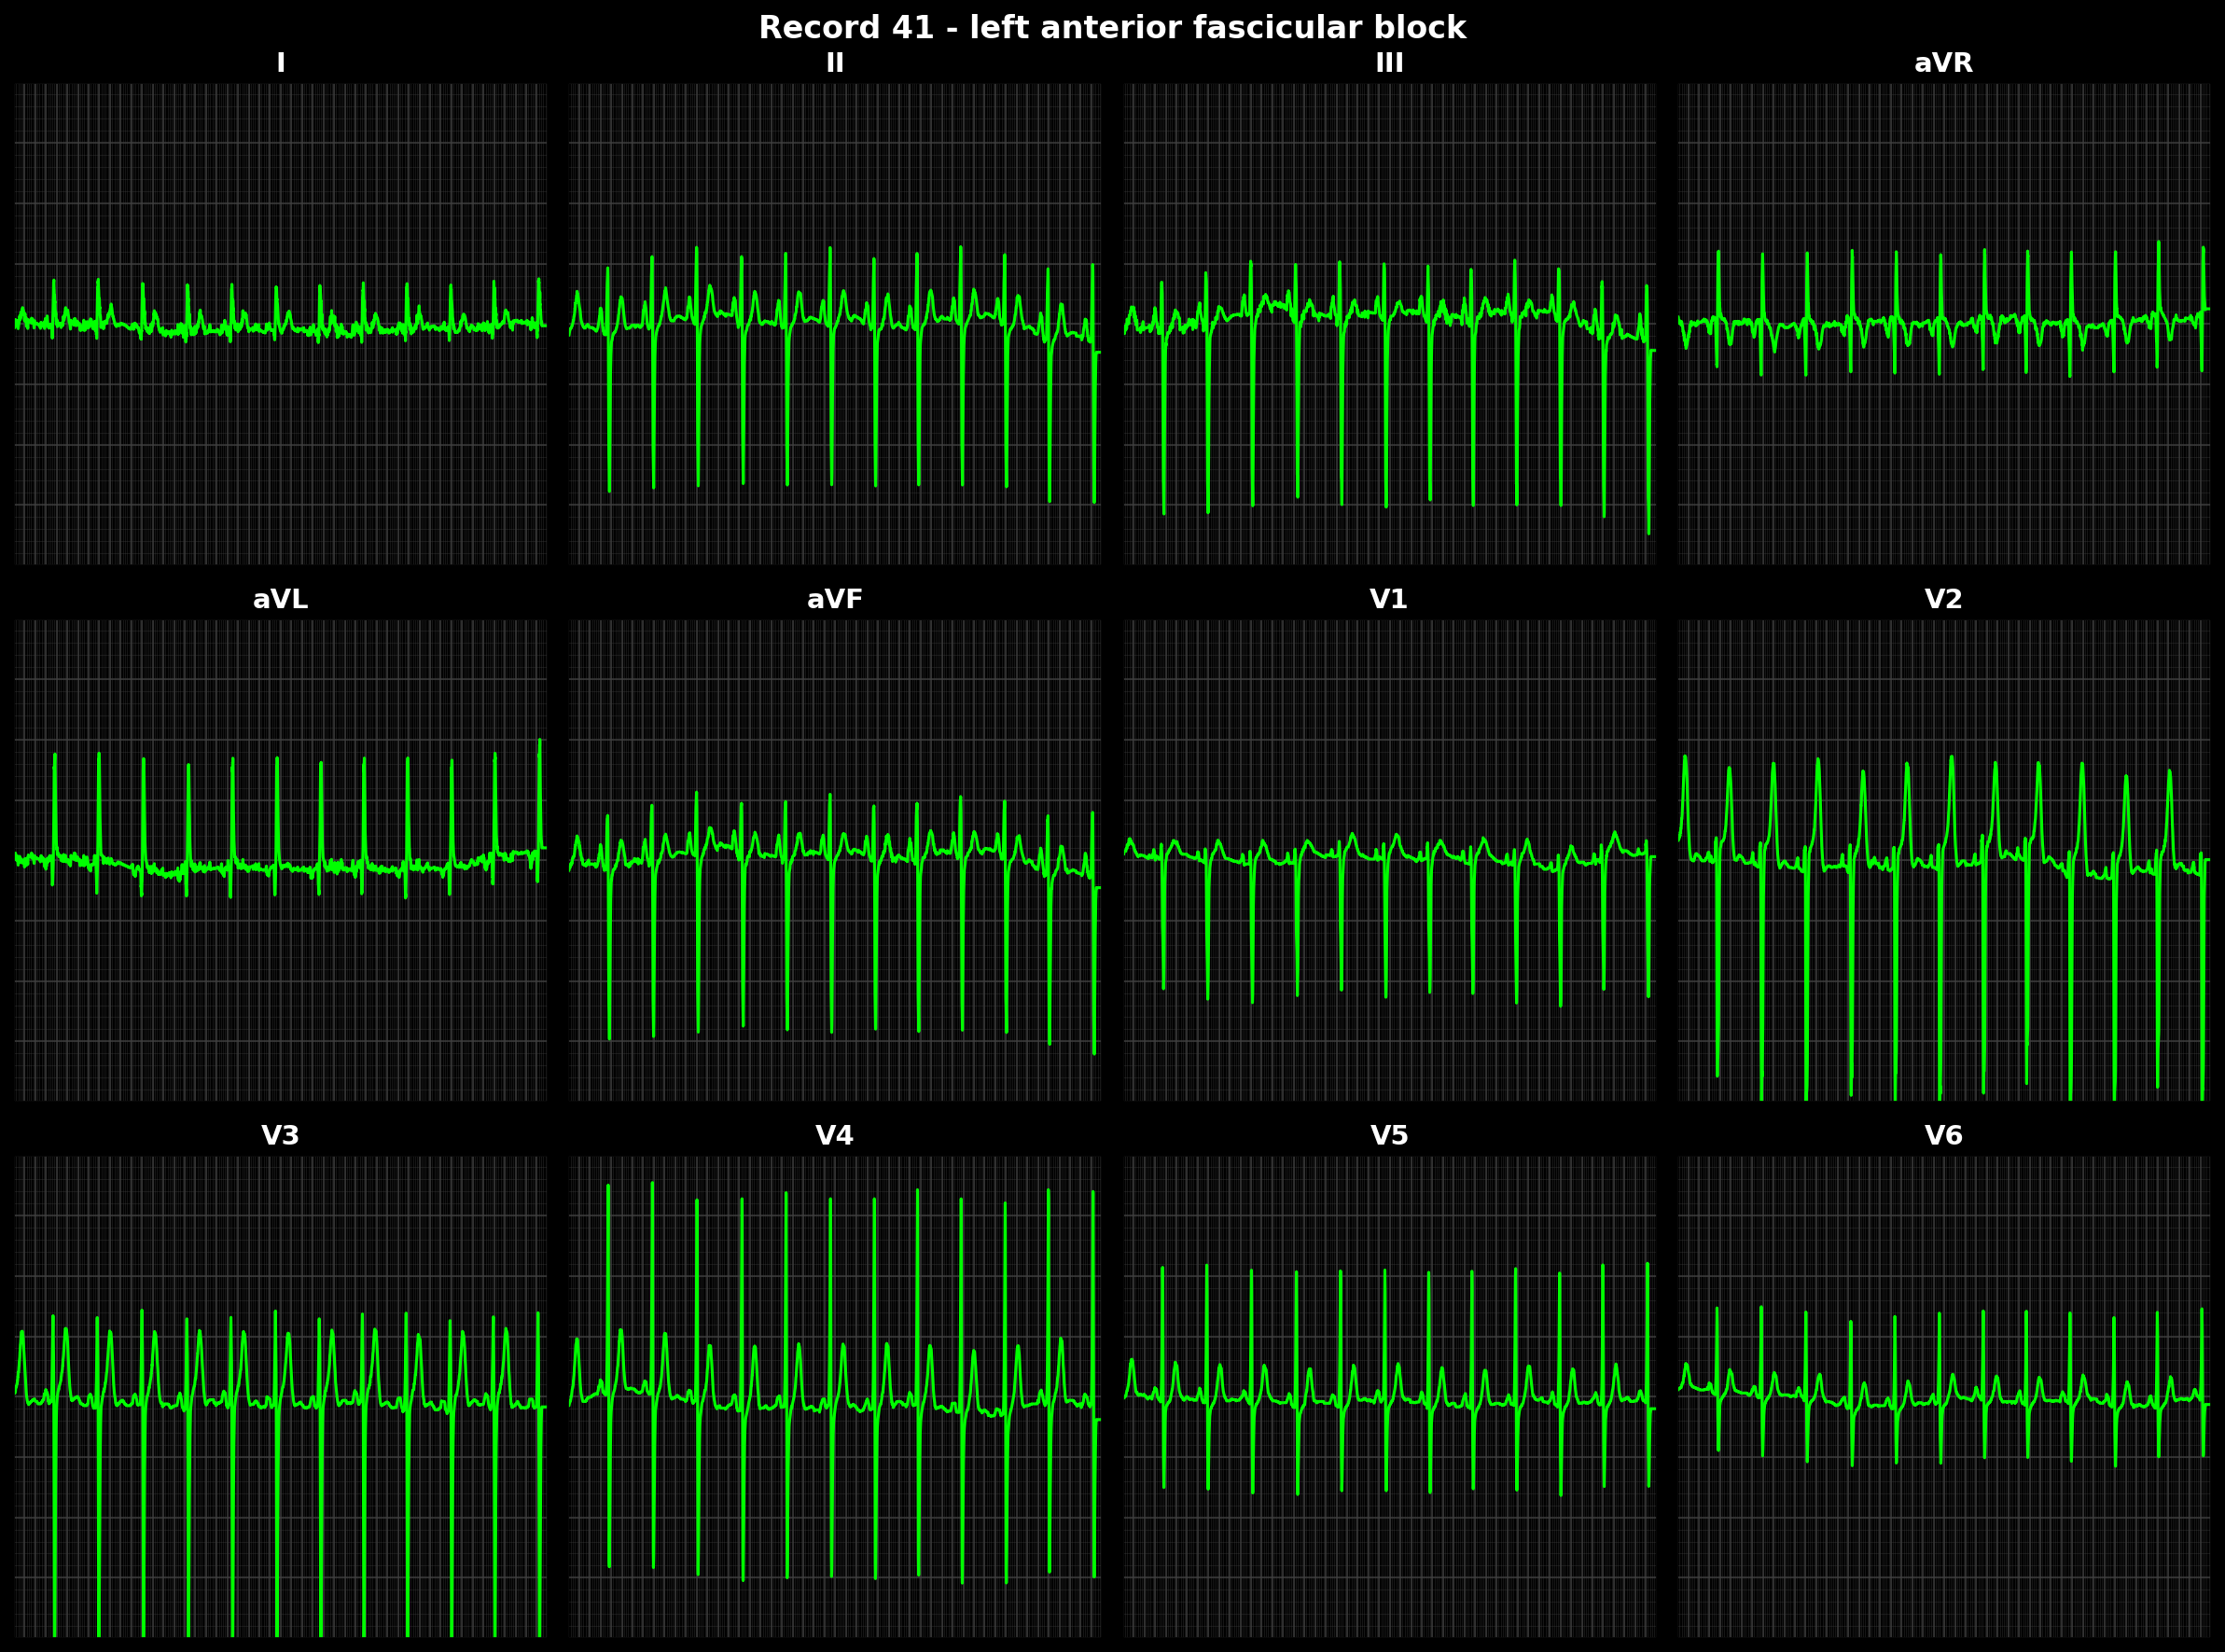 Record 41 - left anterior fascicular block
I II III aVR
aVL aVF V1 V2
V3 V4 V5 V6